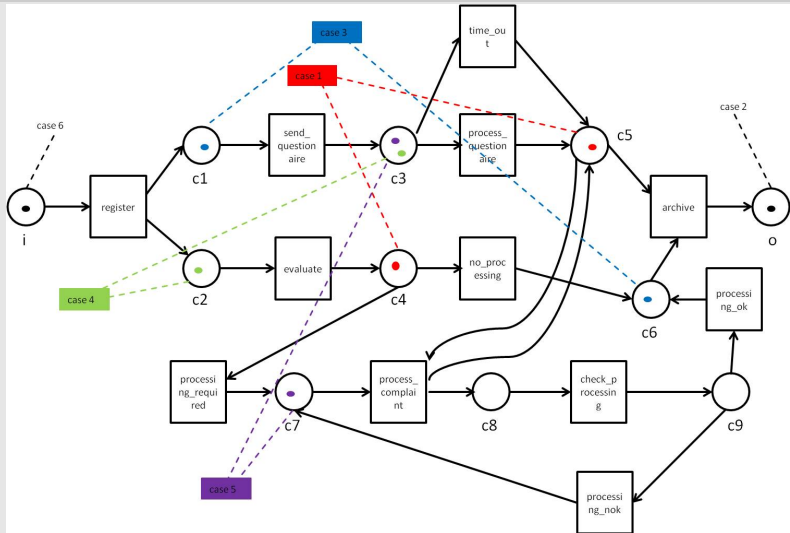 time_ou
t
case 3
case 1
case 2
case 6
send_
question
aire
process_
questionn
aire
c5
c1
c3
register
archive
i
o
evaluate
no_proc
essing
c2
c4
case 4
c6
processi
ng_ok
processi
ng_requi
red
process_
complai
nt
check_p
rocessin
g
c7
c8
c9
case 5
processi
ng_nok